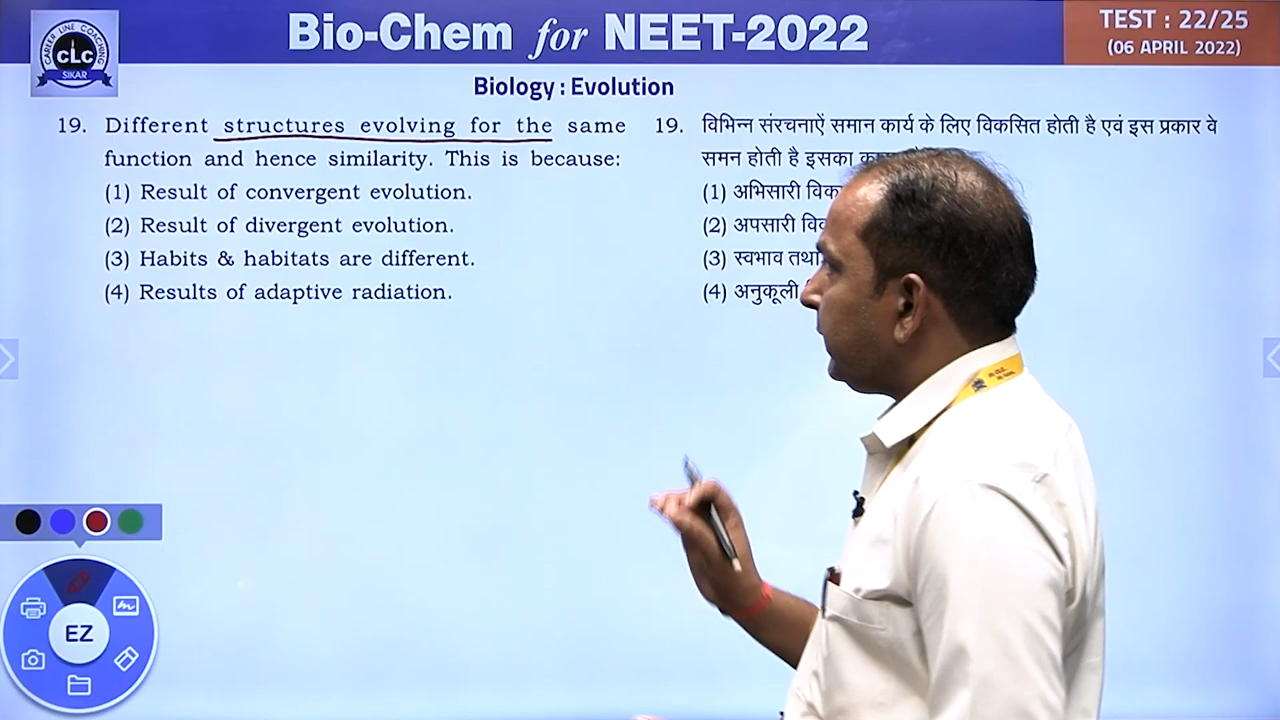 Bio-Chem for NEET-2022
TEST : 22/25
(06 APRIL 2022)
CAREER LINE COACHING
CLC
SIKAR
Biology : Evolution
19. Different structures evolving for the same
function and hence similarity. This is because:
(1) Result of convergent evolution.
(2) Result of divergent evolution.
(3) Habits & habitats are different.
(4) Results of adaptive radiation.
19. विभिन्न संरचनाऐं समान कार्य के लिए विकसित होती है एवं इस प्रकार वे
समन होती है इसका
(1) अभिसारी
(2) अपसारी
(3) स्वभाव तथा
(4) अनुकूली
EZ